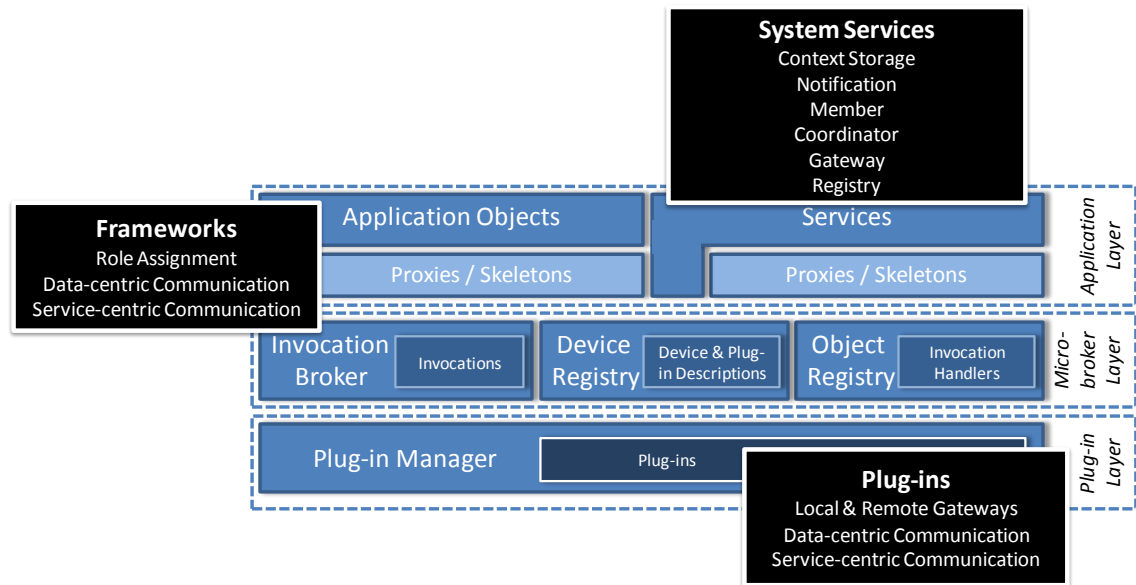 System Services
Context Storage
Notification
Member
Coordinator
Gateway
Registry
Frameworks
Role Assignment
Data-centric Communication
Service-centric Communication
Application Objects
Services
Proxies / Skeletons
Proxies / Skeletons
Application
Layer
Invocation
Broker
Invocations
Device
Registry
Device & Plug-
in Descriptions
Object
Registry
Invocation
Handlers
Micro-
broker
Layer
Plug-in Manager
Plug-ins
Plug-in
Layer
Plug-ins
Local & Remote Gateways
Data-centric Communication
Service-centric Communication